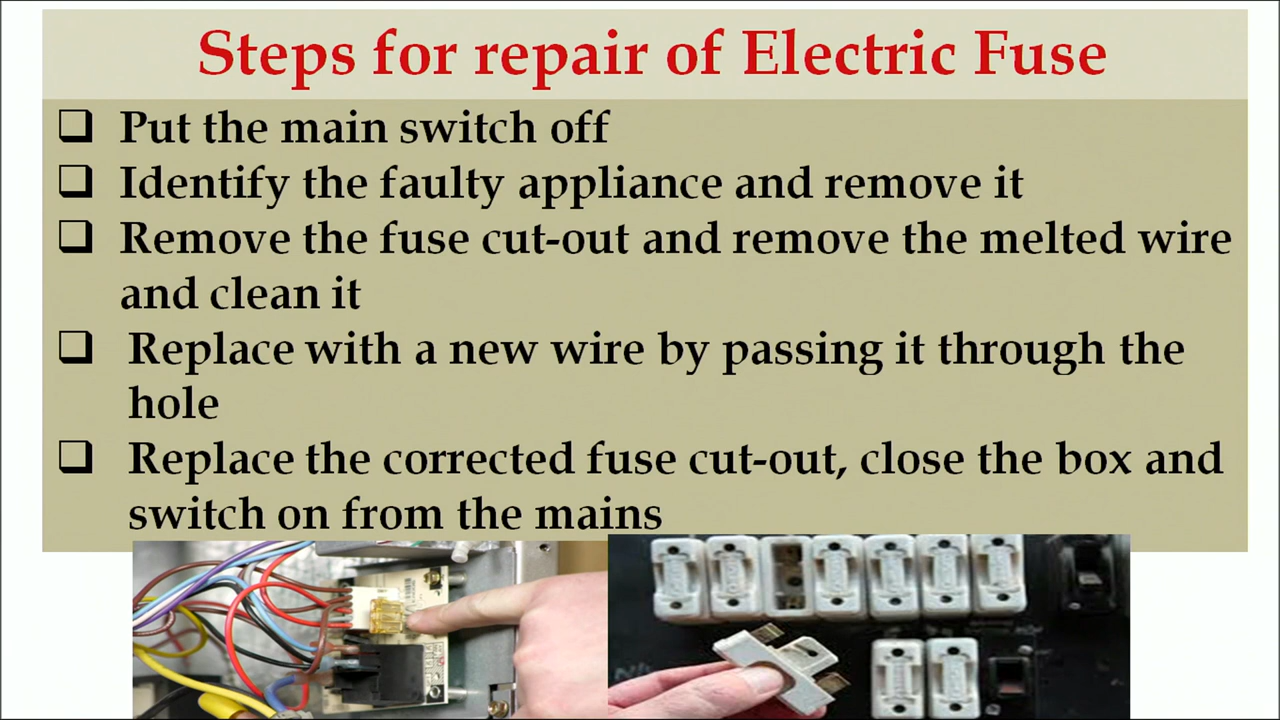 Steps for repair of Electric Fuse
Put the main switch off
Identify the faulty appliance and remove it
Remove the fuse cut-out and remove the melted wire
and clean it
Replace with a new wire by passing it through the
hole
Replace the corrected fuse cut-out, close the box and
switch on from the mains